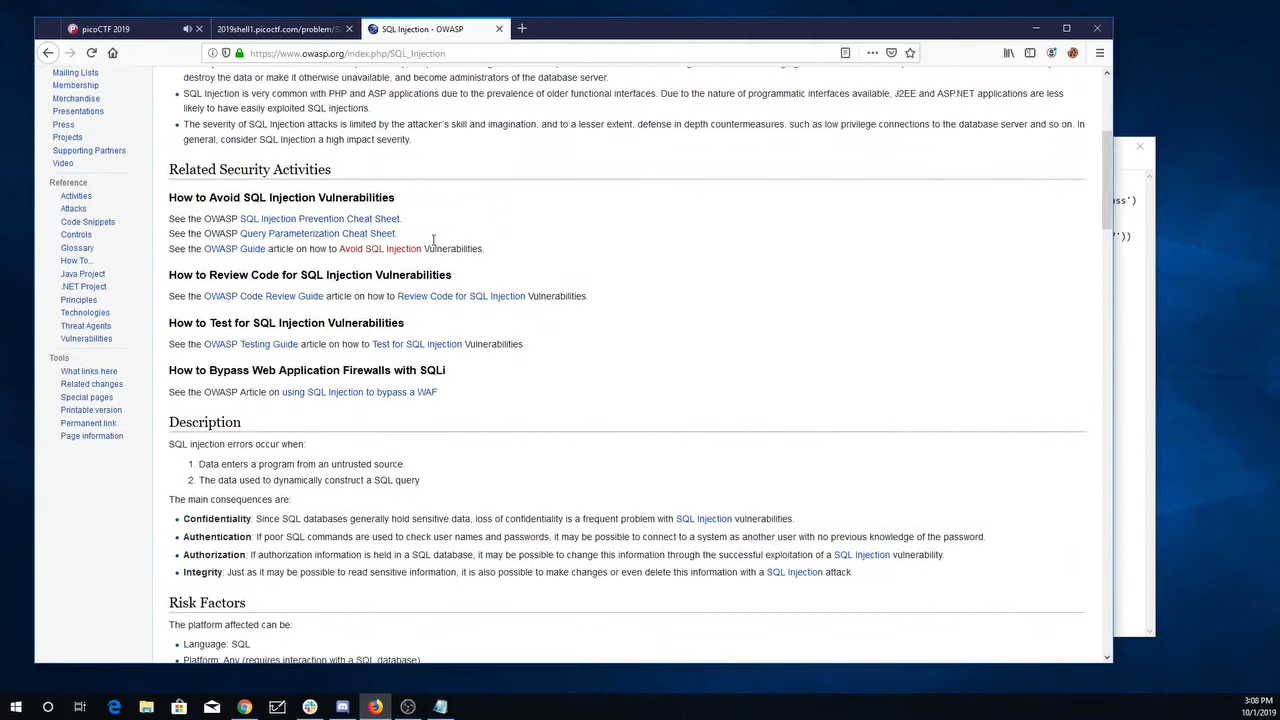 picoCTF 2019
2019shell1.picoctf.com/problem/
SQL Injection - OWASP
https://www.owasp.org/index.php/SQL_Injection
Mailing Lists
Membership
Merchandise
Presentations
Press
Projects
Supporting Partners
Video
Reference
Activities
Attacks
Code Snippets
Controls
Glossary
How To...
Java Project
.NET Project
Principles
Technologies
Threat Agents
Vulnerabilities
Tools
What links here
Related changes
Special pages
Printable version
Permanent link
Page information
destroy the data or make it otherwise unavailable, and become administrators of the database server.
SQL Injection is very common with PHP and ASP applications due to the prevalence of older functional interfaces. Due to the nature of programmatic interfaces available, J2EE and ASP.NET applications are less
likely to have easily exploited SQL injections.
The severity of SQL Injection attacks is limited by the attacker's skill and imagination, and to a lesser extent, defense in depth countermeasures, such as low privilege connections to the database server and so on. In
general, consider SQL Injection a high impact severity.
Related Security Activities
How to Avoid SQL Injection Vulnerabilities
See the OWASP SQL Injection Prevention Cheat Sheet.
See the OWASP Query Parameterization Cheat Sheet.
See the OWASP Guide article on how to Avoid SQL Injection Vulnerabilities.
How to Review Code for SQL Injection Vulnerabilities
See the OWASP Code Review Guide article on how to Review Code for SQL Injection Vulnerabilities.
How to Test for SQL Injection Vulnerabilities
See the OWASP Testing Guide article on how to Test for SQL Injection Vulnerabilities.
How to Bypass Web Application Firewalls with SQLi
See the OWASP Article on using SQL Injection to bypass a WAF
Description
SQL injection errors occur when:
1. Data enters a program from an untrusted source.
2. The data used to dynamically construct a SQL query
The main consequences are:
Confidentiality: Since SQL databases generally hold sensitive data, loss of confidentiality is a frequent problem with SQL Injection vulnerabilities.
Authentication: If poor SQL commands are used to check user names and passwords, it may be possible to connect to a system as another user with no previous knowledge of the password.
Authorization: If authorization information is held in a SQL database, it may be possible to change this information through the successful exploitation of a SQL Injection vulnerability.
Integrity: Just as it may be possible to read sensitive information, it is also possible to make changes or even delete this information with a SQL Injection attack.
Risk Factors
The platform affected can be:
Language: SQL
Platform: Any (requires interaction with a SQL database)
ass')
'))
3:08 PM
10/1/2019